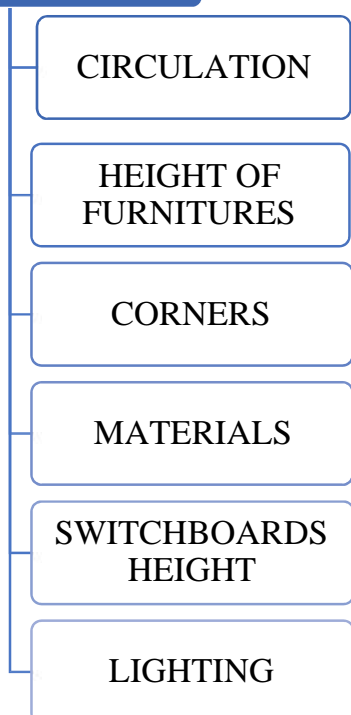 CIRCULATION
HEIGHT OF
FURNITURES
CORNERS
MATERIALS
SWITCHBOARDS
HEIGHT
LIGHTING